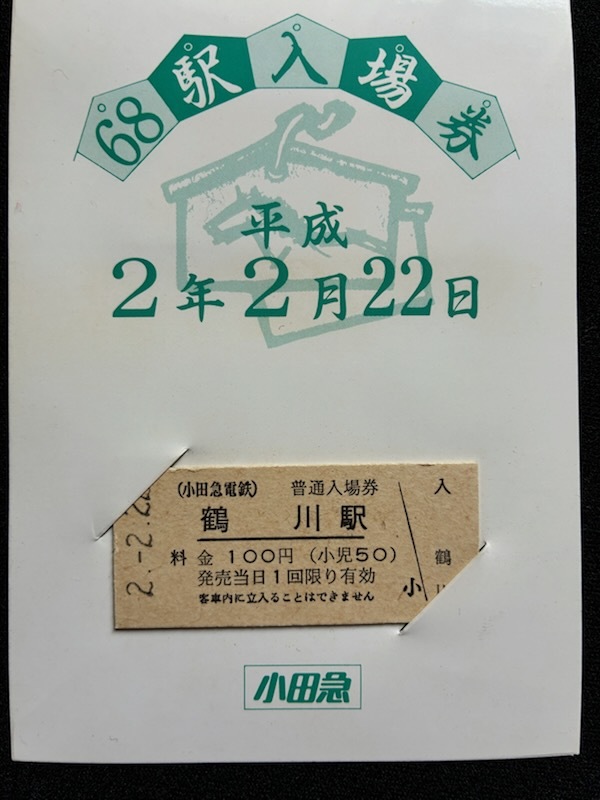 68駅入場券
平成
2年2月22日
(小田急電鉄) 普通入場券
鶴川駅
料金100円(小児50)
発売当日1回限り有効
客車内に立入ることはできません
2.-2.22
入
鶴
小
小田急